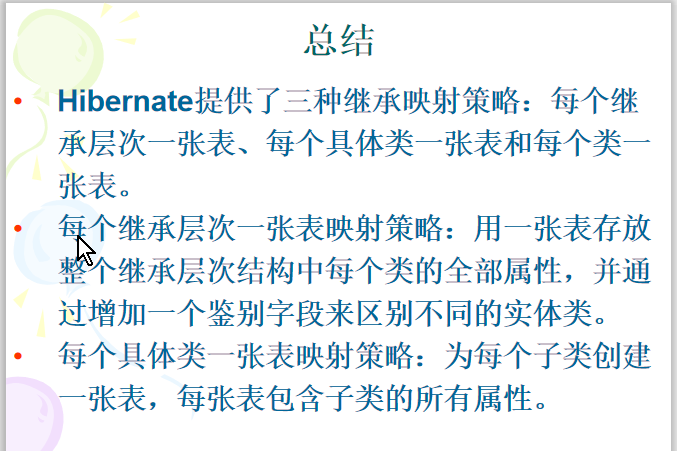 总结
• Hibernate提供了三种继承映射策略：每个继
承层次一张表、每个具体类一张表和每个类一
张表。
• 每个继承层次一张表映射策略：用一张表存放
整个继承层次结构中每个类的全部属性，并通
过增加一个鉴别字段来区别不同的实体类。
• 每个具体类一张表映射策略：为每个子类创建
一张表，每张表包含子类的所有属性。